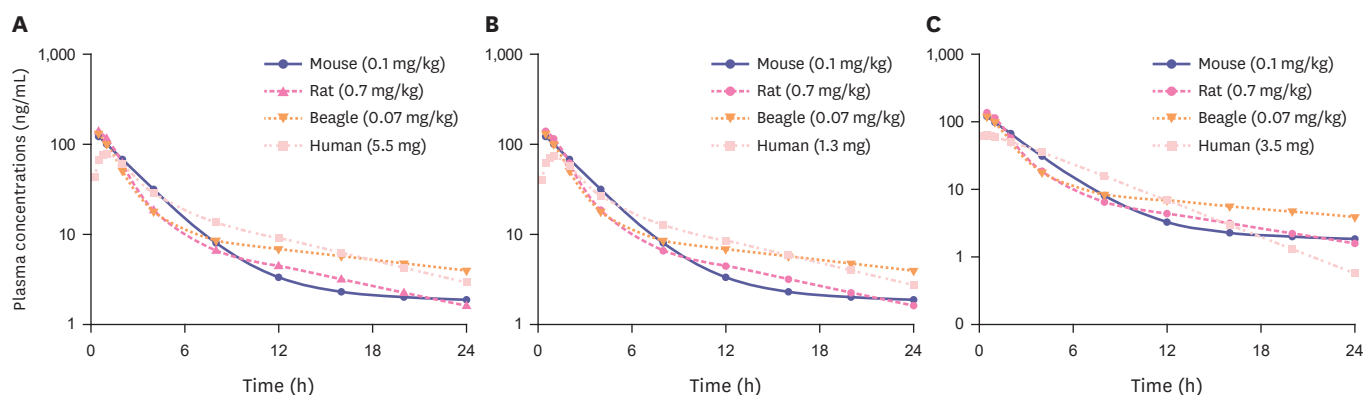 A
Plasma concentrations (ng/mL)
1,000
100
10
1
0
6
12
18
24
Time (h)
Mouse (0.1 mg/kg)
Rat (0.7 mg/kg)
Beagle (0.07 mg/kg)
Human (5.5 mg)
B
1,000
100
10
1
0
6
12
18
24
Time (h)
Mouse (0.1 mg/kg)
Rat (0.7 mg/kg)
Beagle (0.07 mg/kg)
Human (1.3 mg)
C
1,000
100
10
1
0
0
6
12
18
24
Time (h)
Mouse (0.1 mg/kg)
Rat (0.7 mg/kg)
Beagle (0.07 mg/kg)
Human (3.5 mg)